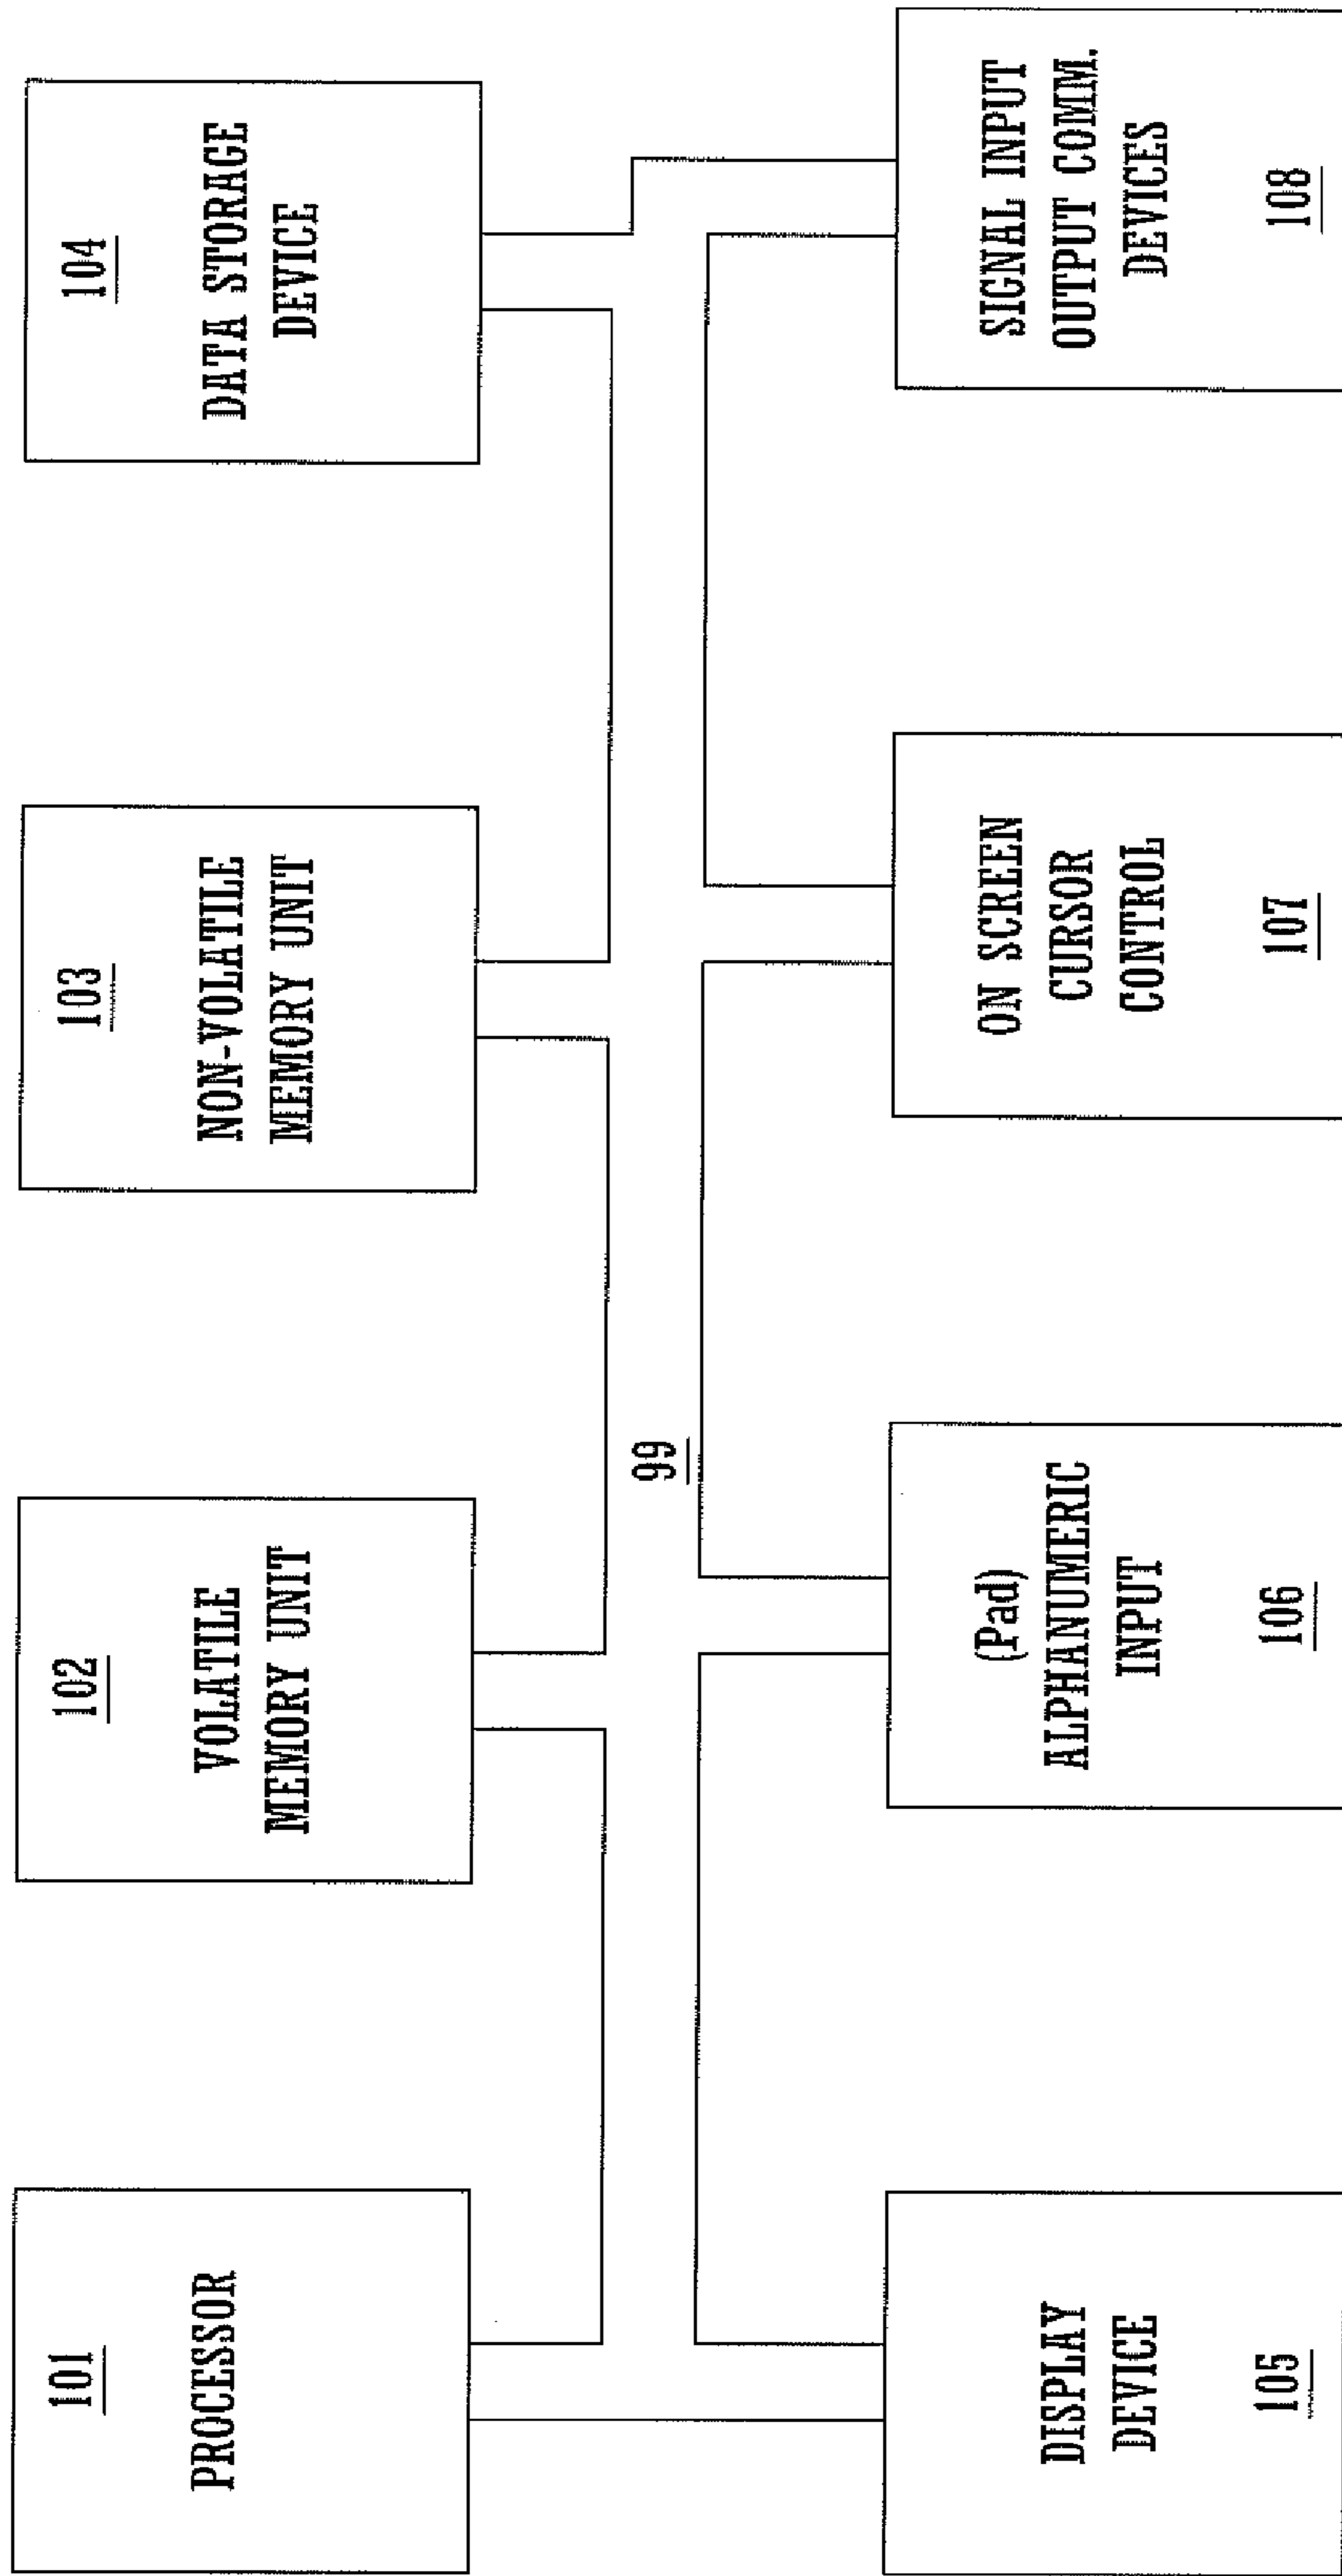 101
PROCESSOR
102
VOLATILE
MEMORY UNIT
103
NON-VOLATILE
MEMORY UNIT
104
DATA STORAGE
DEVICE
99
DISPLAY
DEVICE
105
(Pad)
ALPHANUMERIC
INPUT
106
ON SCREEN
CURSOR
CONTROL
107
SIGNAL INPUT
OUTPUT COMM.
DEVICES
108